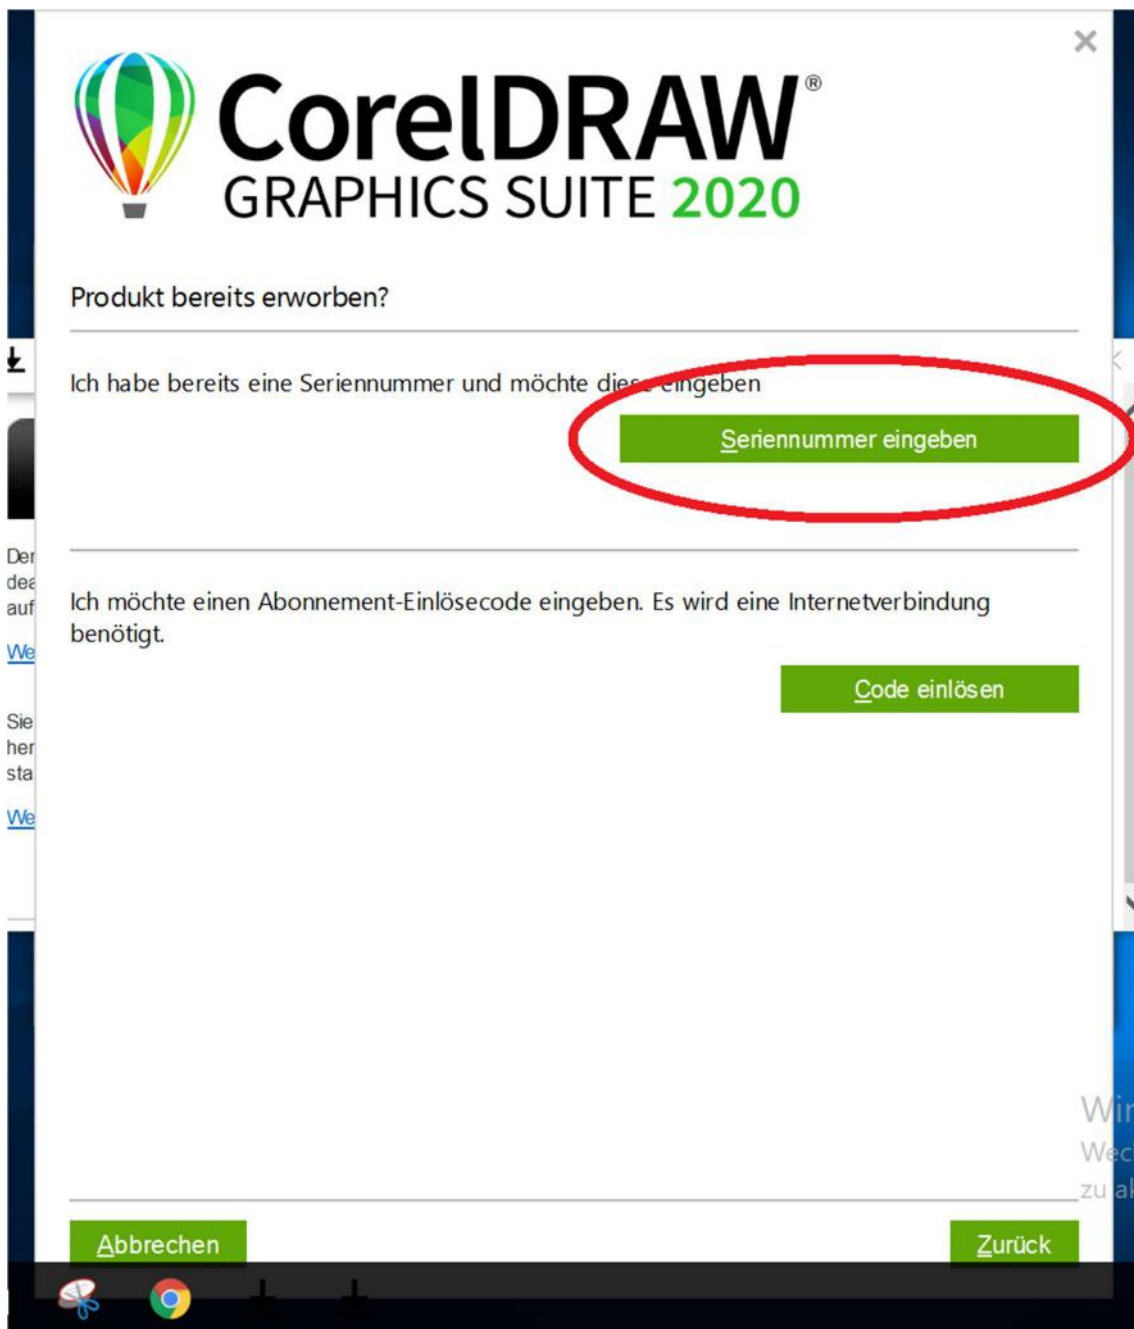 CorelDRAW®
GRAPHICS SUITE 2020
Produkt bereits erworben?
Ich habe bereits eine Seriennummer und möchte diese eingeben
Seriennummer eingeben
Ich möchte einen Abonnement-Einlösecode eingeben. Es wird eine Internetverbindung
benötigt.
Code einlösen
Abbrechen
Zurück